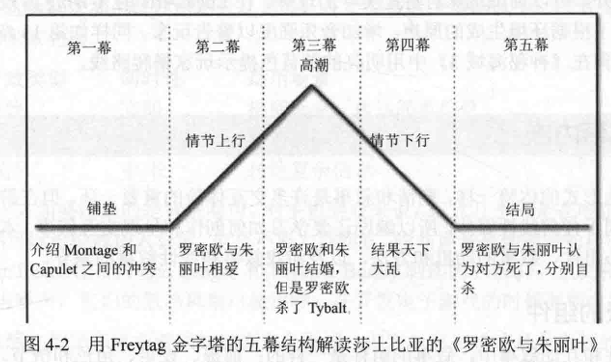 第一幕
第二幕
第三幕
第四幕
第五幕
高潮
情节上行
情节下行
铺垫
结局
介绍 Montage 和
Capulet 之间的冲突
罗密欧与朱
丽叶相爱
罗密欧和朱
丽叶结婚，
但是罗密欧
杀了 Tybalt
结果天下
大乱
罗密欧与朱丽叶认
为对方死了，分别自
杀
图 4-2 用 Freytag 金字塔的五幕结构解读莎士比亚的《罗密欧与朱丽叶》